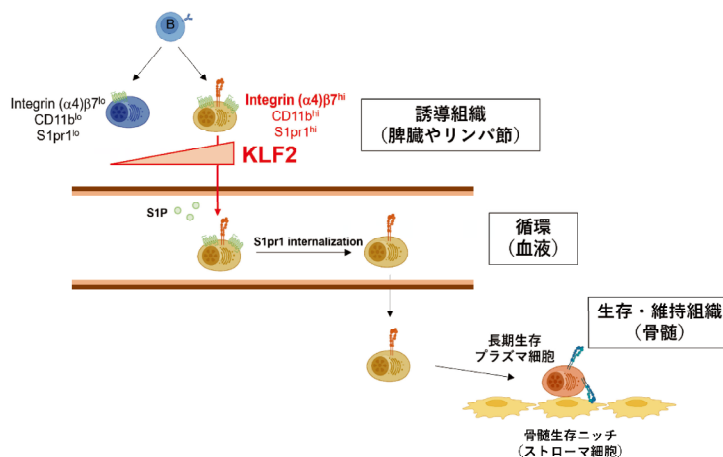 B
Integrin (α4)β7lo
CD11blo
S1pr1lo
Integrin (α4)β7hi
CD11bhi
S1pr1hi
KLF2
誘導組織
(脾臓やリンパ節)
S1P
S1pr1 internalization
循環
(血液)
生存・維持組織
(骨髄)
長期生存
プラズマ細胞
骨髄生存ニッチ
(ストローマ細胞)